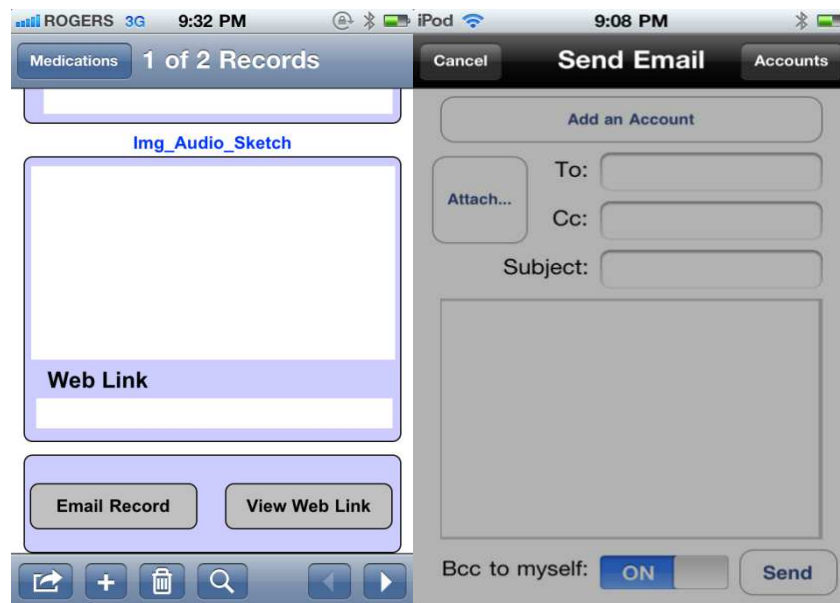 ROGERS 3G 9:32 PM
Medications 1 of 2 Records
Img_Audio_Sketch
Web Link
Email Record View Web Link
iPod 9:08 PM
Cancel Send Email Accounts
Add an Account
Attach...
To:
Cc:
Subject:
Bcc to myself: ON Send